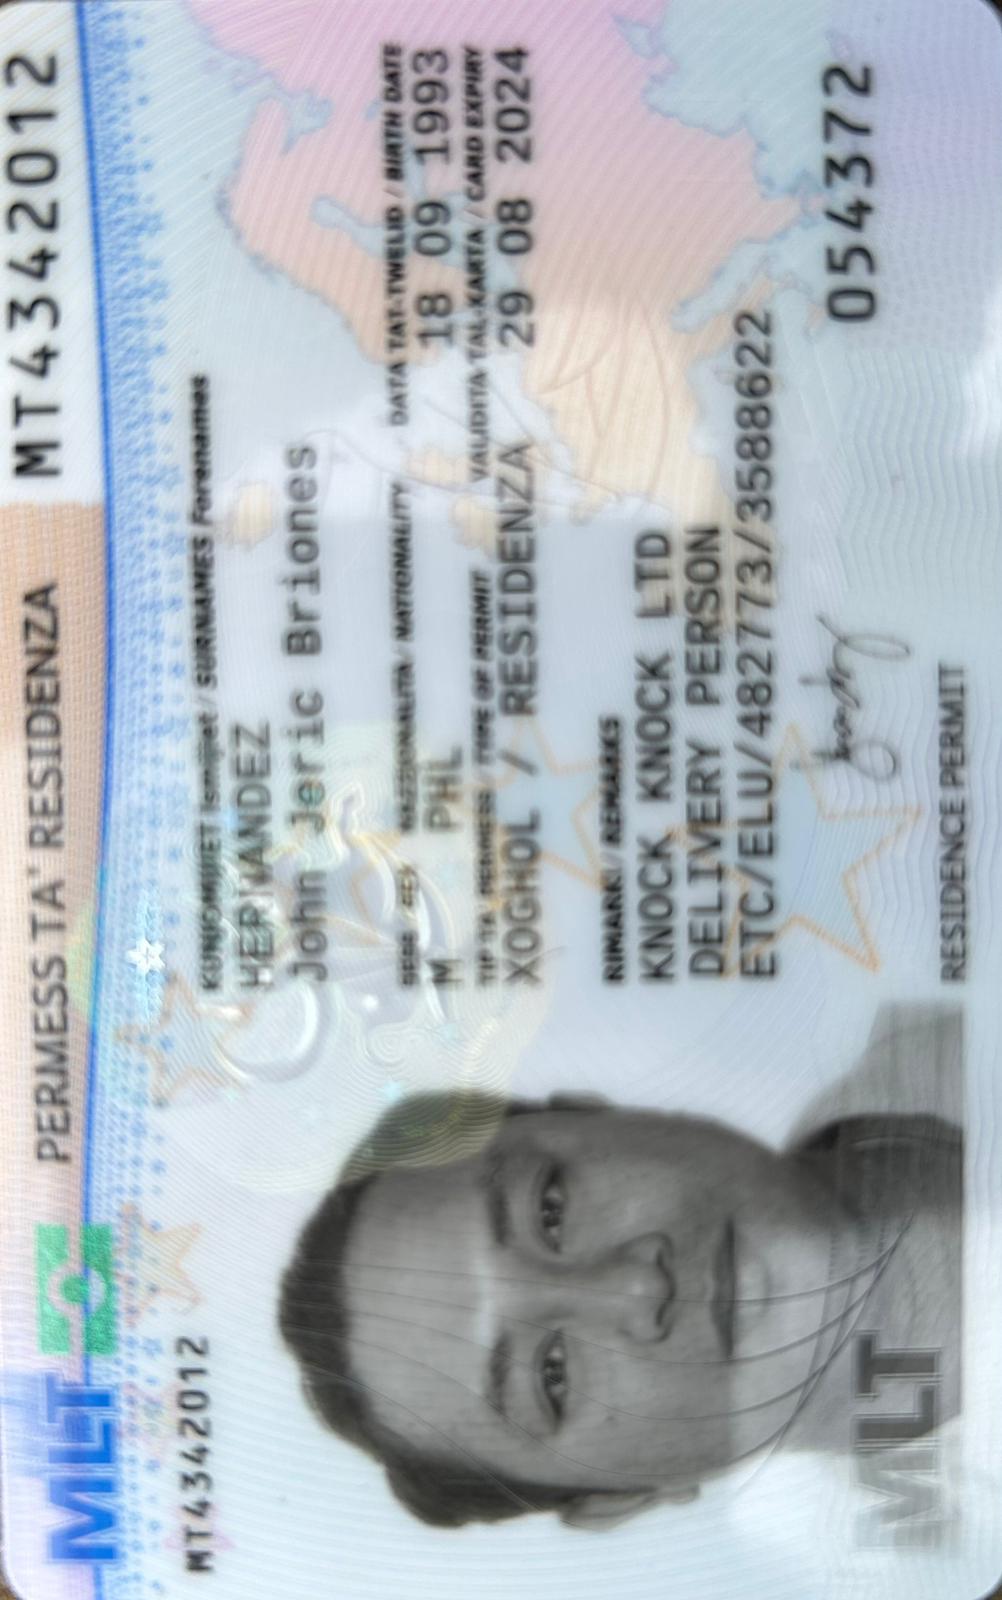 MLT PERMESS TA' RESIDENZA MT4342012
MT4342012
KUNJOMIJIET Ismijiet / SURNAMES Forenames
HERNANDEZ
John Jeric Briones
SESS / SEX NAZZJONALITA / NATIONALITY DATA TAT-TWELID / BIRTH DATE
M PHL 18 09 1993
TIP TA' PERMESS / TYPE OF PERMIT VALIDITA TAL-KARTA / CARD EXPIRY
XOGHOL / RESIDENZA 29 08 2024
RIMARKI / REMARKS
KNOCK KNOCK LTD
DELIVERY PERSON
ETC/ELU/482773/3588622
054372
MLT
RESIDENCE PERMIT